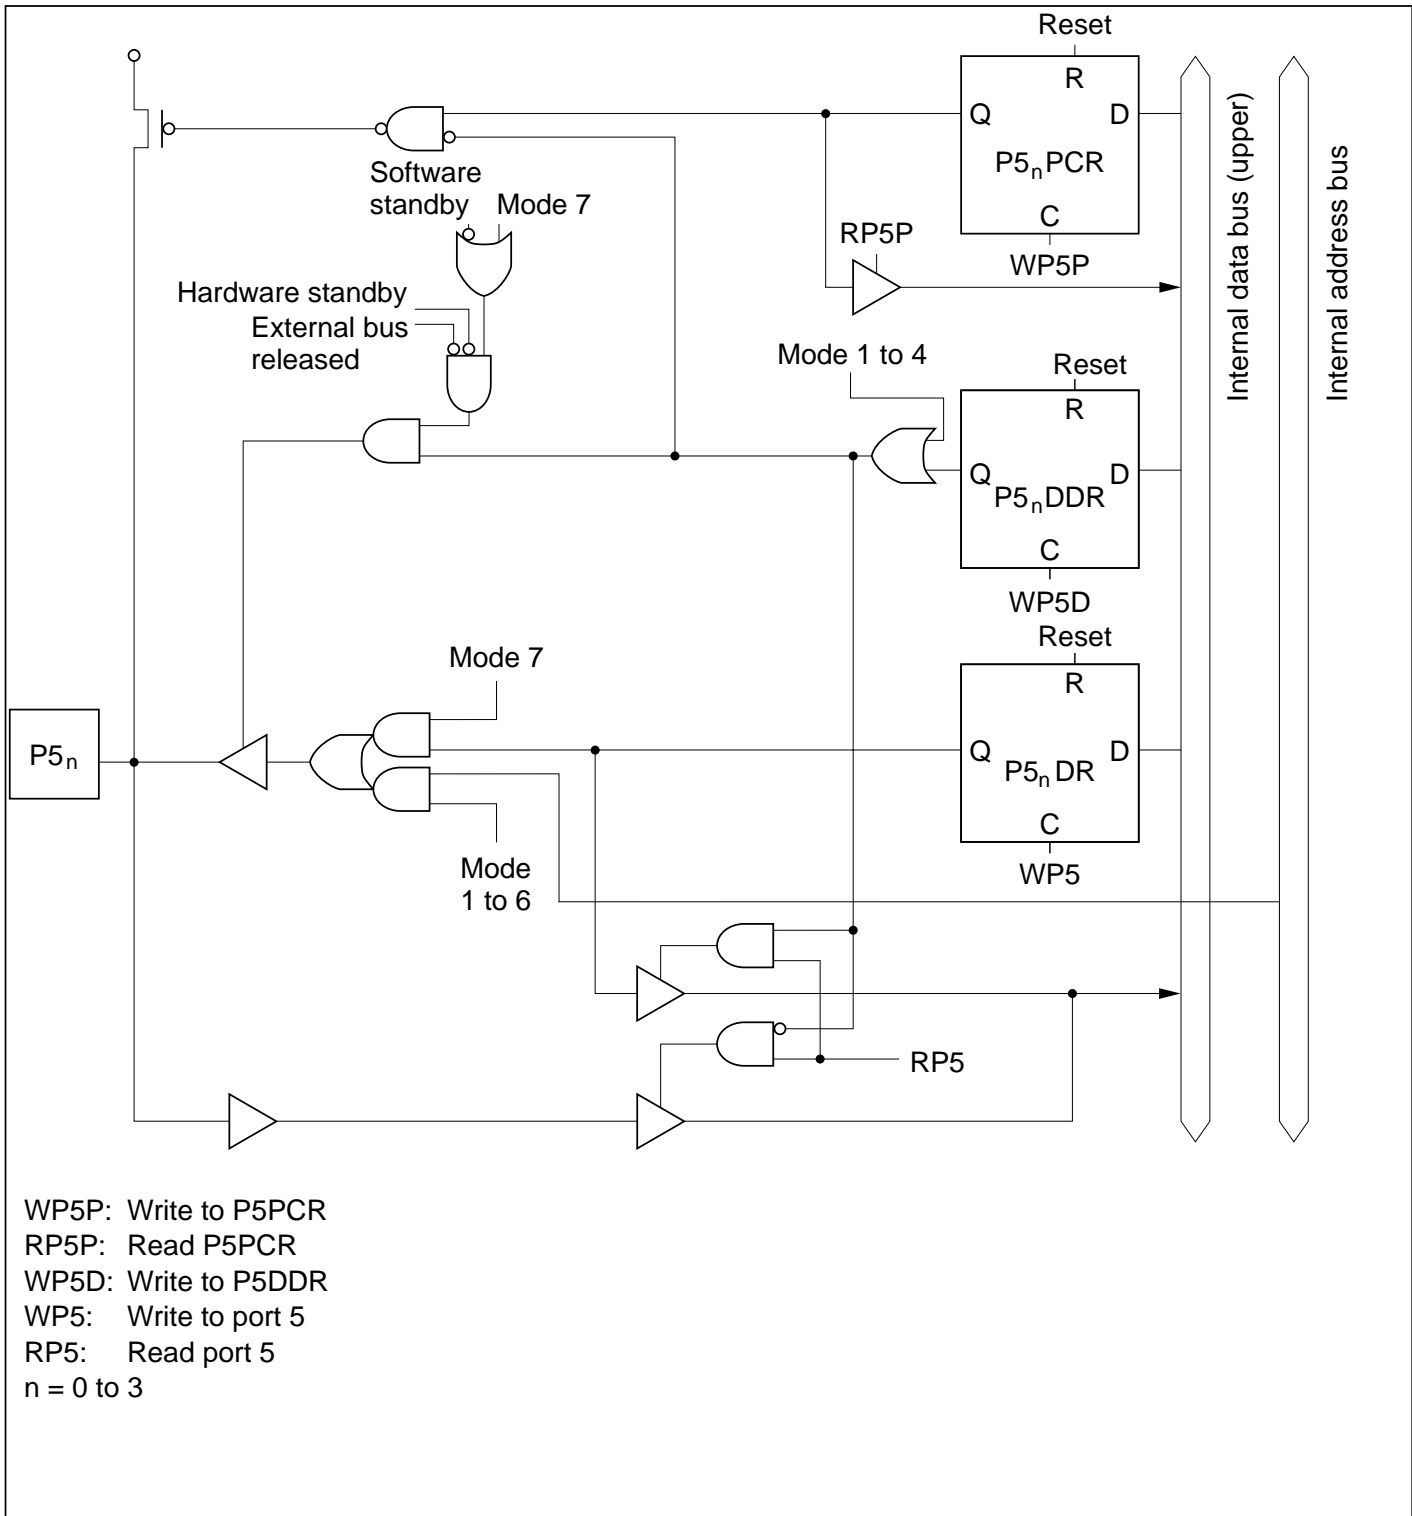 Reset
R
Q
D
P5nPCR
C
WP5P
Software
standby
Mode 7
RP5P
Hardware standby
External bus
released
Mode 1 to 4
Reset
R
Q
D
P5nDDR
C
WP5D
Internal data bus (upper)
Internal address bus
Reset
R
Q
D
P5n DR
C
WP5
Mode 7
P5n
Mode
1 to 6
RP5
WP5P: Write to P5PCR
RP5P: Read P5PCR
WP5D: Write to P5DDR
WP5: Write to port 5
RP5: Read port 5
n = 0 to 3